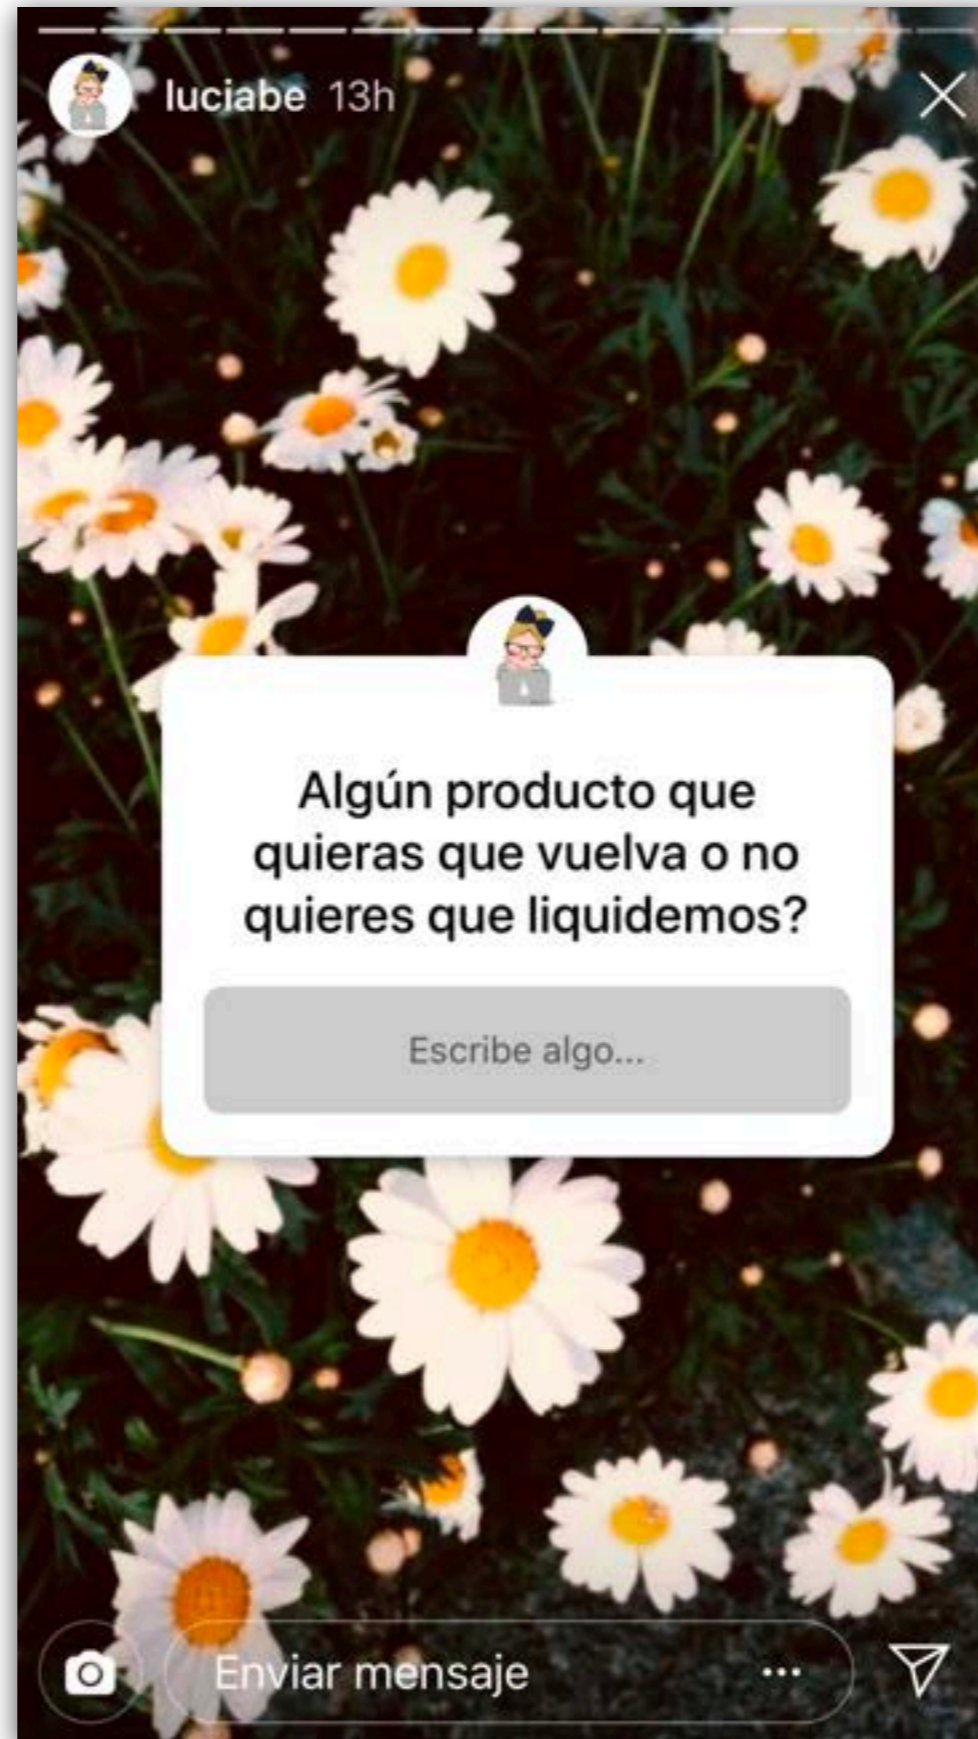 luciabe 13h
Algún producto que
quieras que vuelva o no
quieres que liquidemos?
Escribe algo...
Enviar mensaje